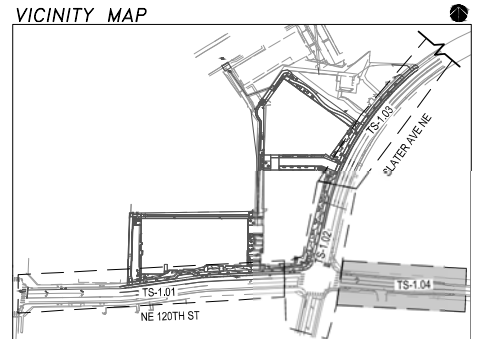 VICINITY MAP
TS-1.03
SLATER AVE NE
TS-1.02
TS-1.01
TS-1.04
NE 120TH ST